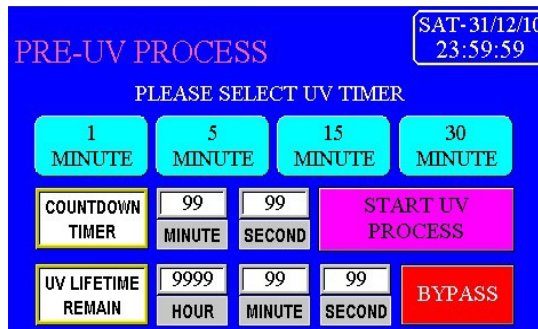 SAT-31/12/10
PRE-UV PROCESS
23:59:59
PLEASE SELECT UV TIMER
1 MINUTE
5 MINUTE
15 MINUTE
30 MINUTE
COUNTDOWN TIMER
99 MINUTE
99 SECOND
START UV PROCESS
UV LIFETIME REMAIN
9999 HOUR
99 MINUTE
99 SECOND
BYPASS